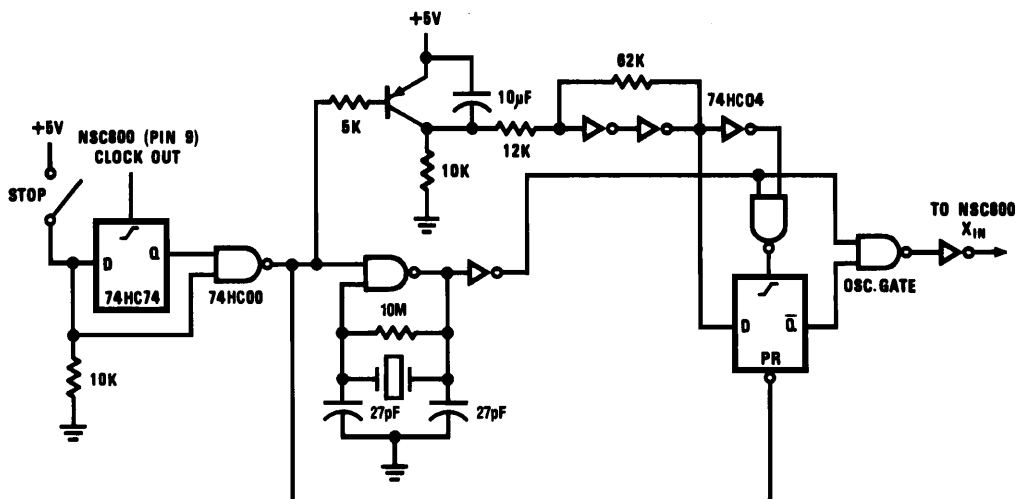 +5V
62K
10µF
74HC04
5K
12K
+5V
NSC800 (PIN 9)
CLOCK OUT
10K
STOP
TO NSC800
XIN
D
Q
74HC74
74HC00
OSC. GATE
10M
D
Q̅
PR
10K
27pF
27pF